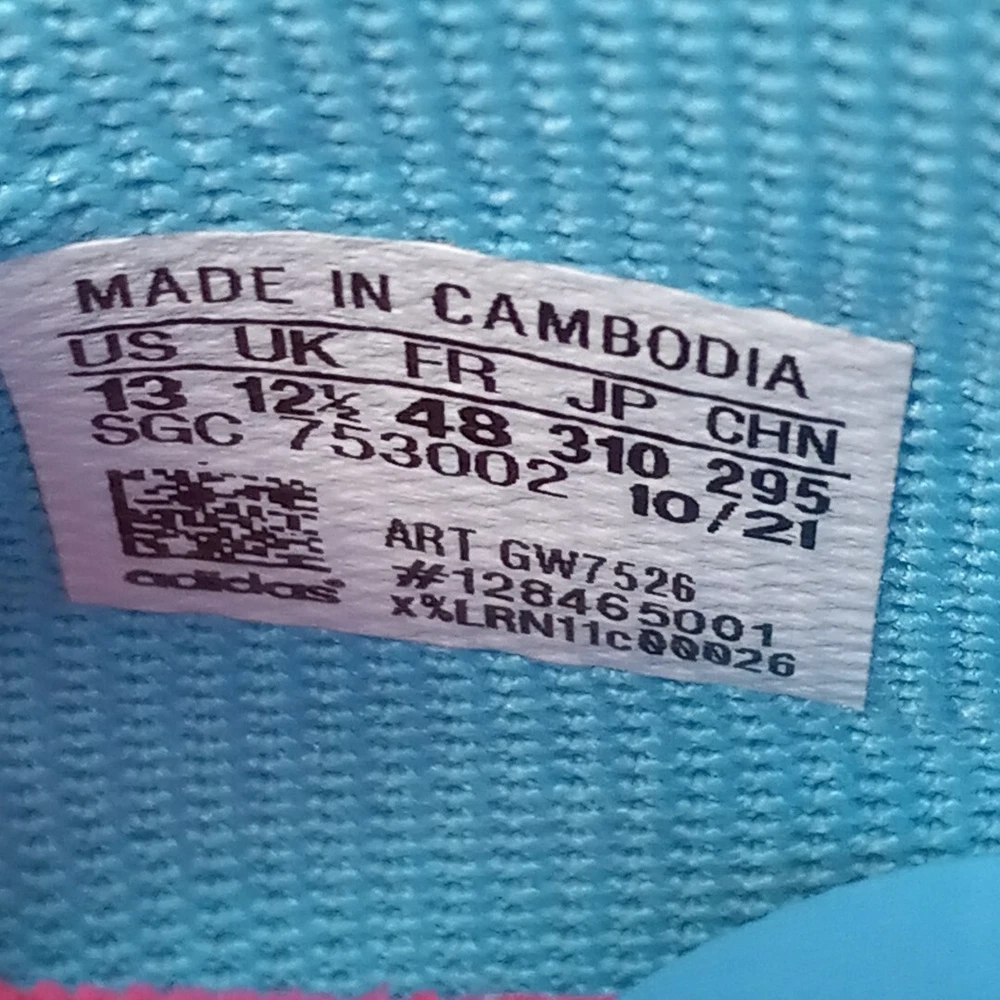 MADE IN CAMBODIA
US UK FR JP CHN
13 12½ 48 310 295
SGC 753002 10/21
ART GW7526
#128465001
x%LRN11c00026
adidas